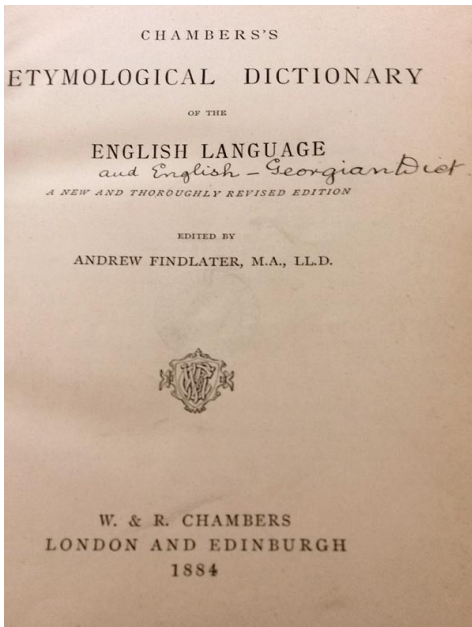 CHAMBERS'S
ETYMOLOGICAL DICTIONARY
OF THE
ENGLISH LANGUAGE
and English - Georgian Dict.
A NEW AND THOROUGHLY REVISED EDITION
EDITED BY
ANDREW FINDLATER, M.A., LL.D.
W. & R. CHAMBERS
LONDON AND EDINBURGH
1884